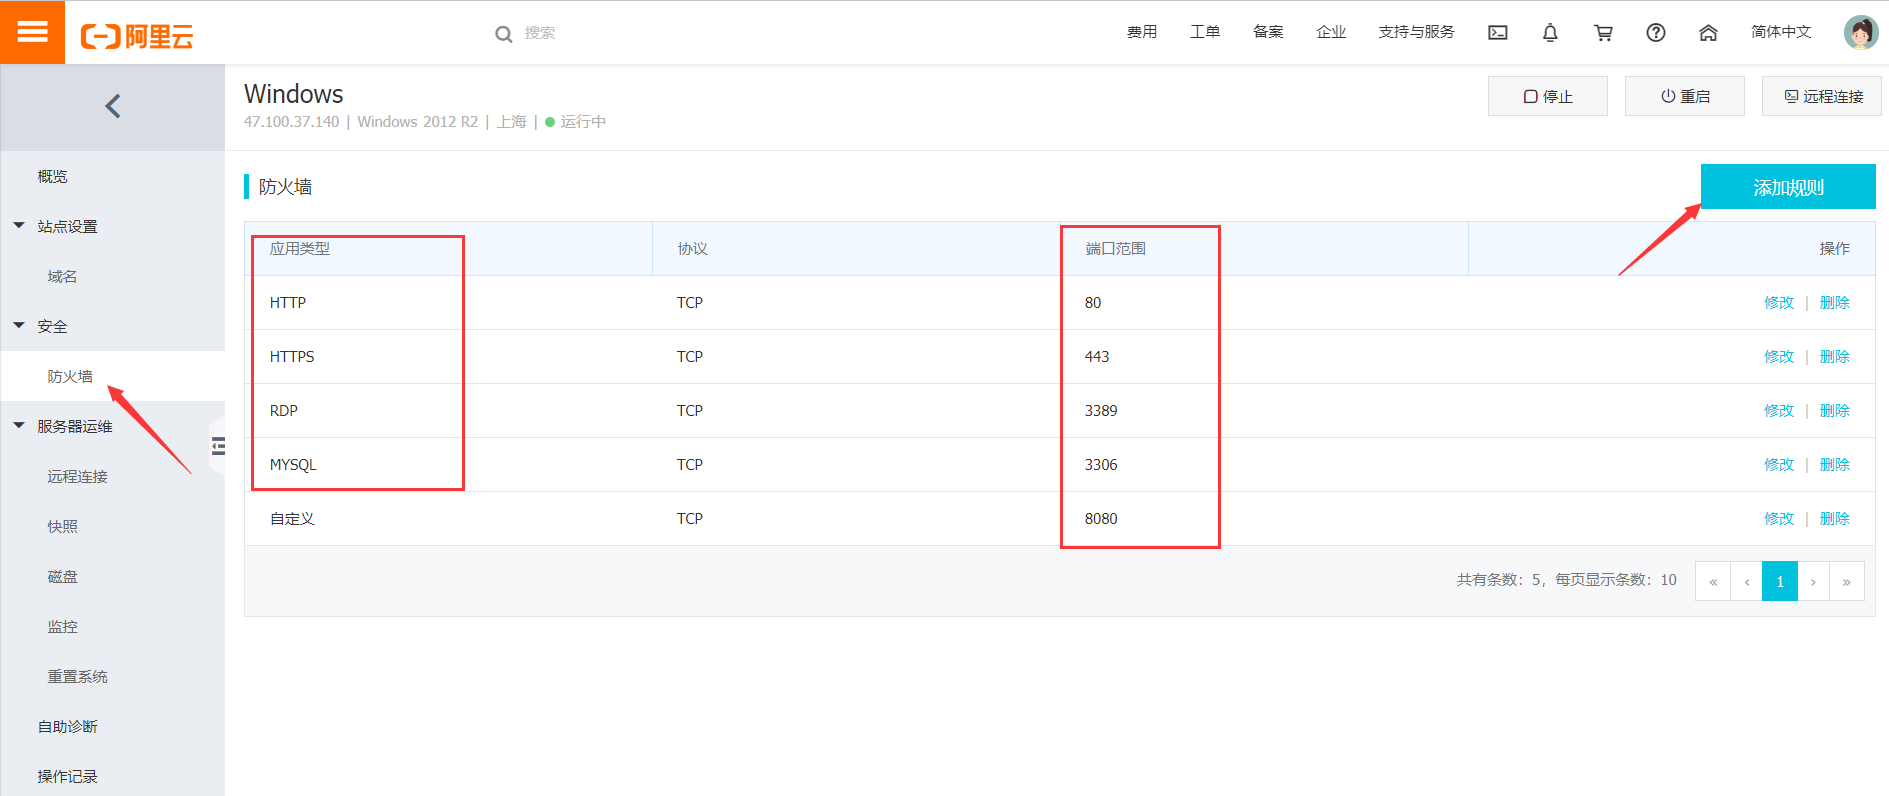 阿里云
搜索
费用 工单 备案 企业 支持与服务 简体中文
Windows
47.100.37.140 | Windows 2012 R2 | 上海 | 运行中
停止 重启 远程连接
概览
站点设置
域名
安全
防火墙
服务器运维
远程连接
快照
磁盘
监控
重置系统
自助诊断
操作记录
防火墙
添加规则
应用类型 协议 端口范围 操作
HTTP TCP 80 修改 | 删除
HTTPS TCP 443 修改 | 删除
RDP TCP 3389 修改 | 删除
MYSQL TCP 3306 修改 | 删除
自定义 TCP 8080 修改 | 删除
共有条数：5，每页显示条数：10 « ‹ 1 › »